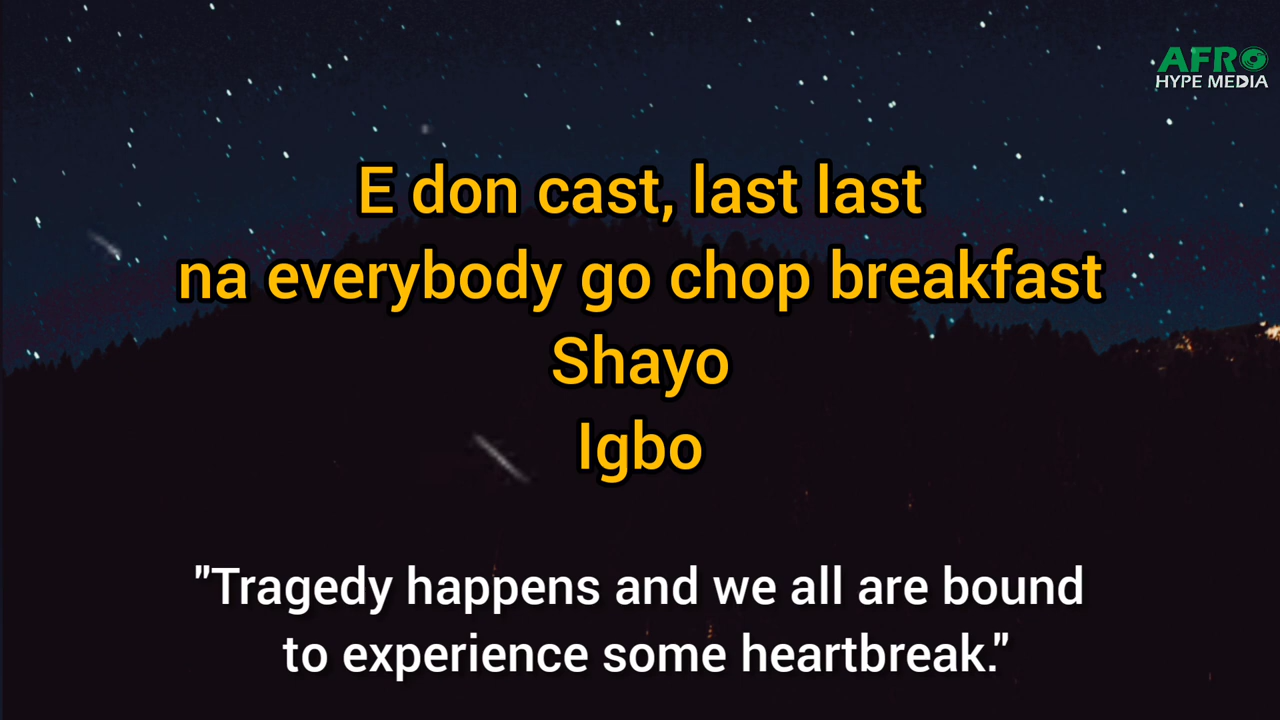 AFRO
HYPE MEDIA
E don cast, last last
na everybody go chop breakfast
Shayo
Igbo
"Tragedy happens and we all are bound
to experience some heartbreak."